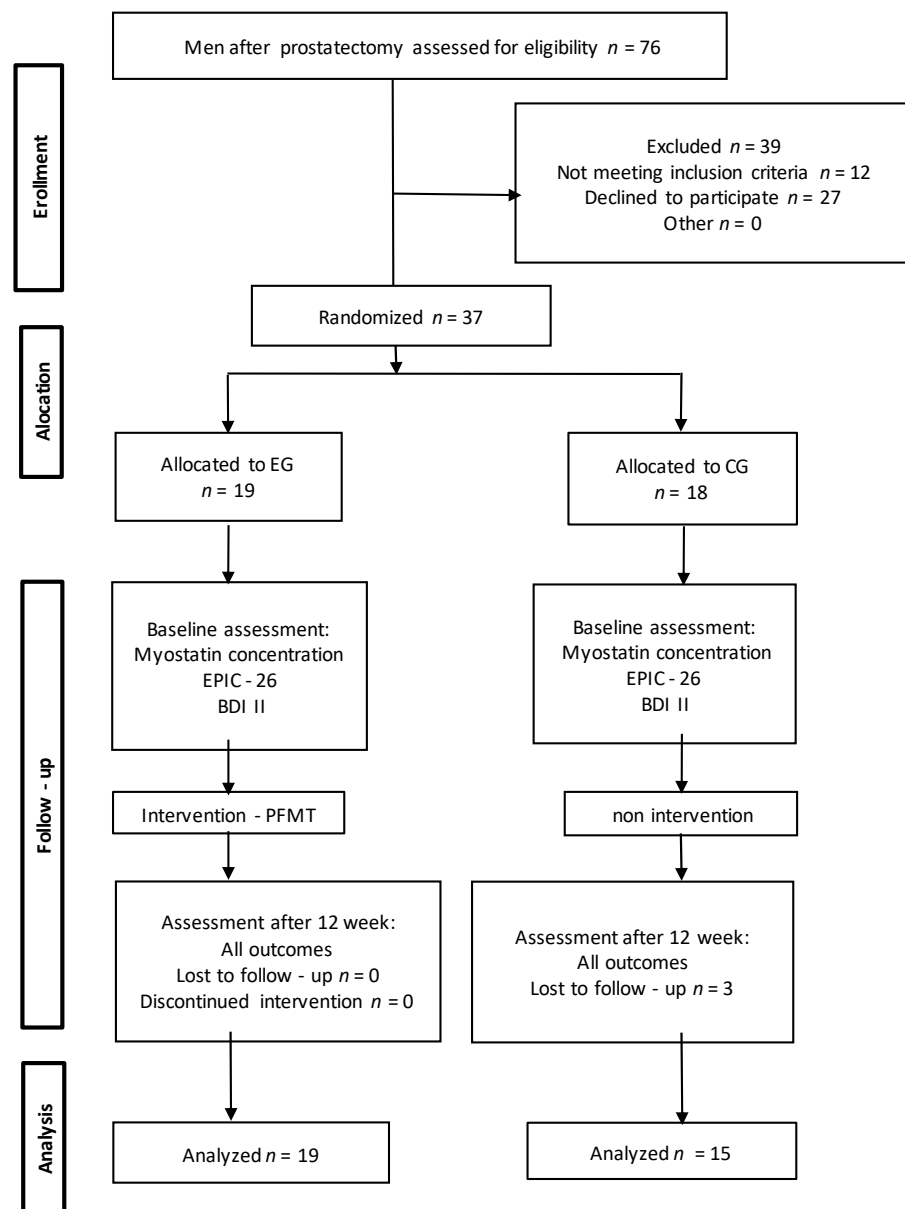 Men after prostatectomy assessed for eligibility n = 76
Erollment
Excluded n = 39
Not meeting inclusion criteria n = 12
Declined to participate n = 27
Other n = 0
Randomized n = 37
Alocation
Allocated to EG
n = 19
Allocated to CG
n = 18
Follow - up
Baseline assessment:
Myostatin concentration
EPIC - 26
BDI II
Baseline assessment:
Myostatin concentration
EPIC - 26
BDI II
Intervention - PFMT
non intervention
Assessment after 12 week:
All outcomes
Lost to follow - up n = 0
Discontinued intervention n = 0
Assessment after 12 week:
All outcomes
Lost to follow - up n = 3
Analysis
Analyzed n = 19
Analyzed n = 15